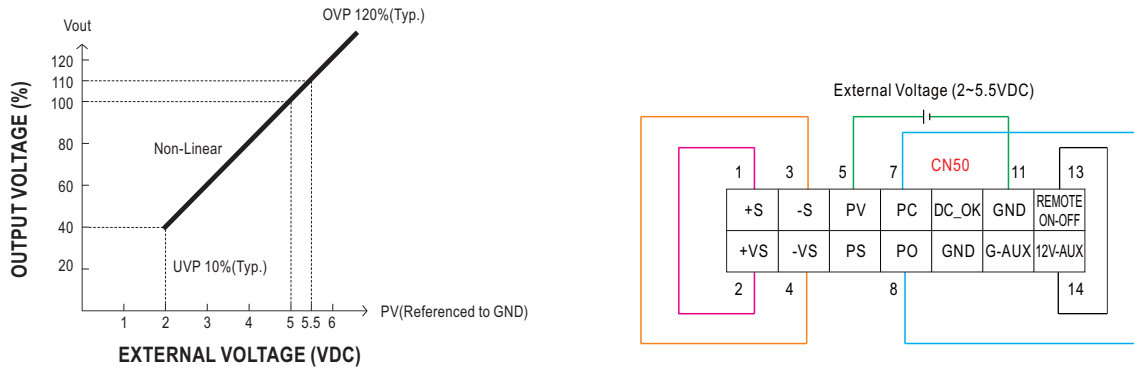 OVP 120%(Typ.)
Vout
OUTPUT VOLTAGE (%)
120
110
100
80
60
40
20
Non-Linear
UVP 10%(Typ.)
1 2 3 4 5 5.5 6
PV(Referenced to GND)
EXTERNAL VOLTAGE (VDC)
External Voltage (2~5.5VDC)
CN50
1 3 5 7 11 13
+S -S PV PC DC_OK GND REMOTE ON-OFF
+VS -VS PS PO GND G-AUX 12V-AUX
2 4 8 14